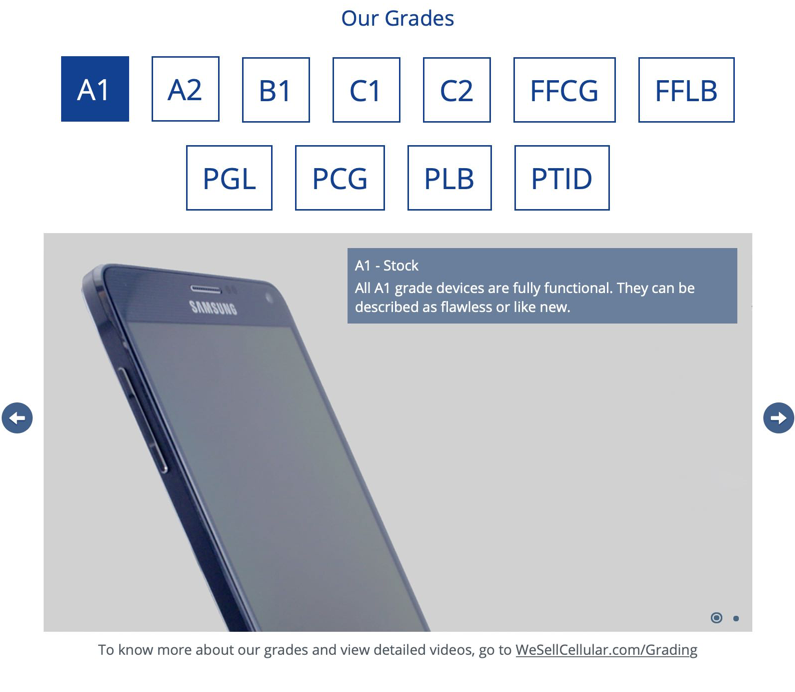 Our Grades
A1 A2 B1 C1 C2 FFCG FFLB
PGL PCG PLB PTID
SAMSUNG
A1 - Stock
All A1 grade devices are fully functional. They can be
described as flawless or like new.
To know more about our grades and view detailed videos, go to WeSellCellular.com/Grading